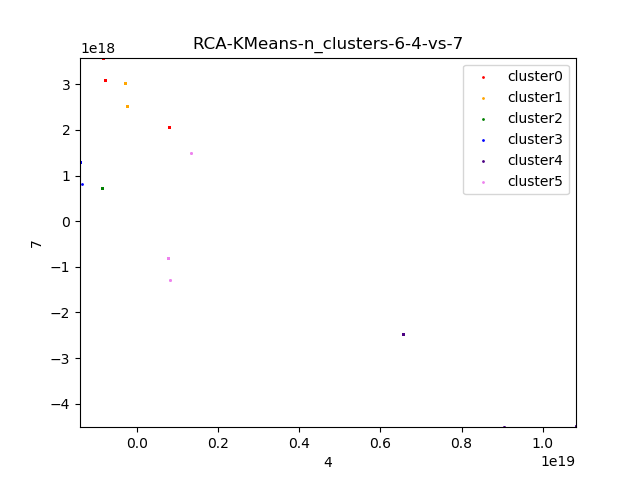 RCA-KMeans-n_clusters-6-4-vs-7
1e18
3
2
1
0
−1
−2
−3
−4
7
cluster0
cluster1
cluster2
cluster3
cluster4
cluster5
0.0 0.2 0.4 0.6 0.8 1.0
4
1e19